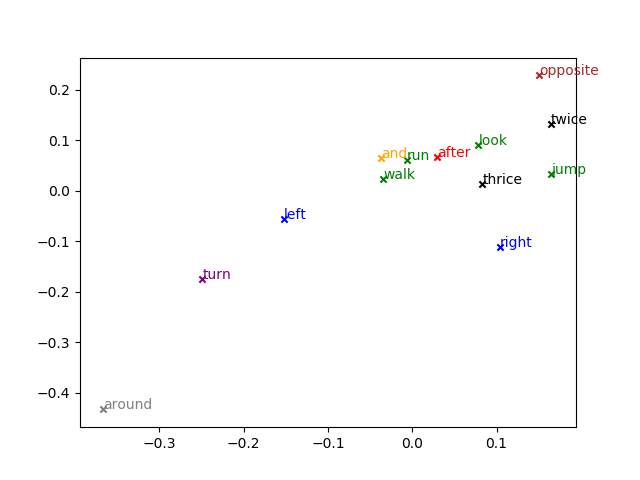 opposite
0.2
twice
0.1
look
and
run
after
jump
walk
thrice
0.0
left
right
−0.1
turn
−0.2
−0.3
−0.4
around
−0.3 −0.2 −0.1 0.0 0.1